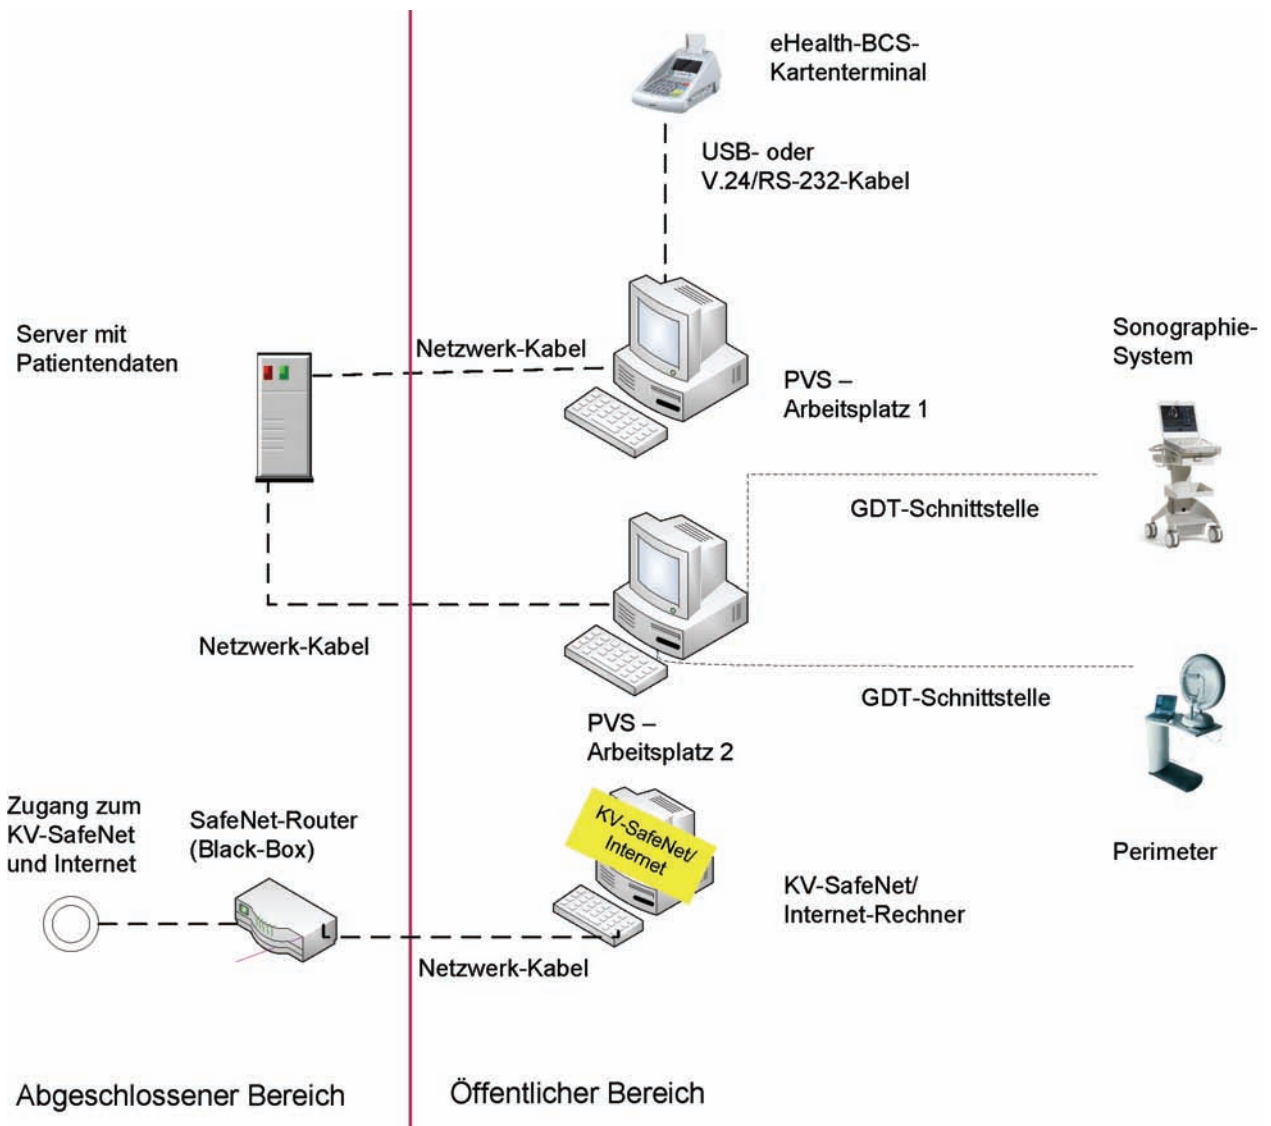 eHealth-BCS-
Kartenterminal
USB- oder
V.24/RS-232-Kabel
Server mit
Patientendaten
Netzwerk-Kabel
PVS –
Arbeitsplatz 1
Sonographie-
System
GDT-Schnittstelle
Netzwerk-Kabel
GDT-Schnittstelle
PVS –
Arbeitsplatz 2
Perimeter
Zugang zum
KV-SafeNet
und Internet
SafeNet-Router
(Black-Box)
KV-SafeNet/
Internet
KV-SafeNet/
Internet-Rechner
Netzwerk-Kabel
Abgeschlossener Bereich
Öffentlicher Bereich